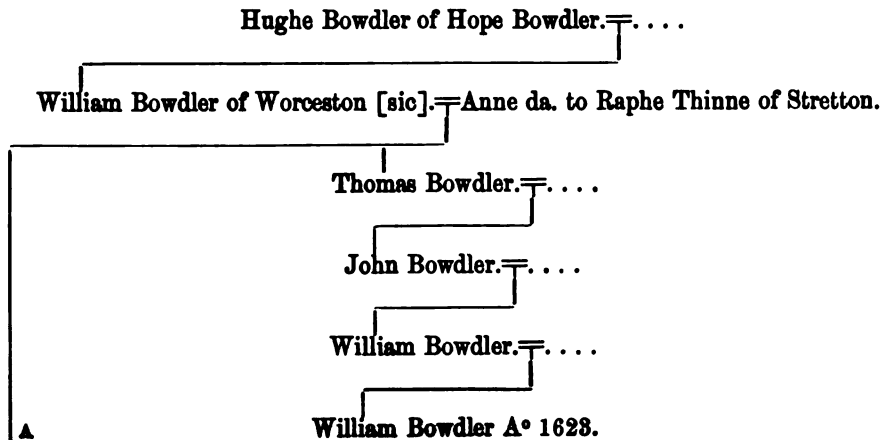 Hughe Bowdler of Hope Bowdler.=....
William Bowdler of Worceston [sic].=Anne da. to Raphe Thinne of Stretton.
Thomas Bowdler.=....
John Bowdler.=....
William Bowdler.=....
A William Bowdler Aº 1623.